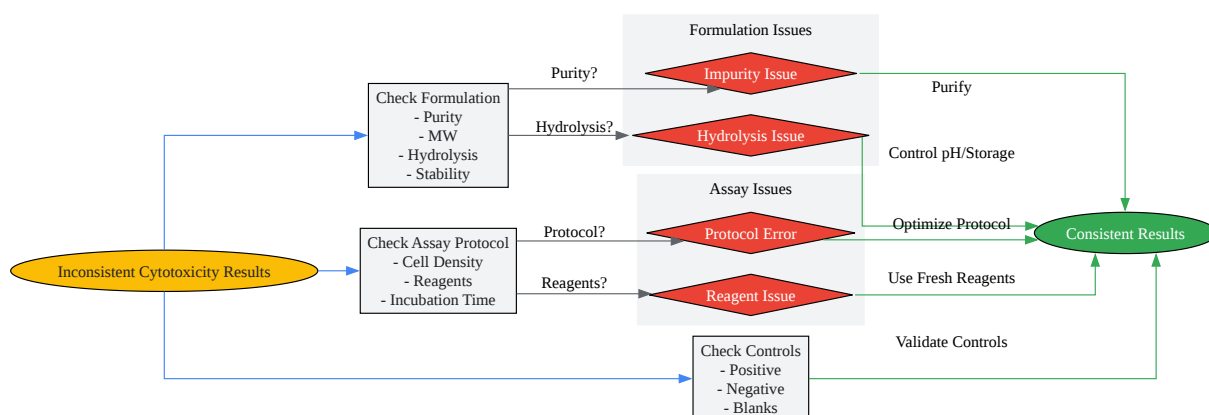 Formulation Issues
Purity?
Impurity Issue
Purify
Check Formulation
- Purity
- MW
- Hydrolysis
- Stability
Hydrolysis?
Hydrolysis Issue
Control pH/Storage
Assay Issues
Inconsistent Cytotoxicity Results
Check Assay Protocol
- Cell Density
- Reagents
- Incubation Time
Protocol?
Protocol Error
Optimize Protocol
Consistent Results
Reagents?
Reagent Issue
Use Fresh Reagents
Validate Controls
Check Controls
- Positive
- Negative
- Blanks